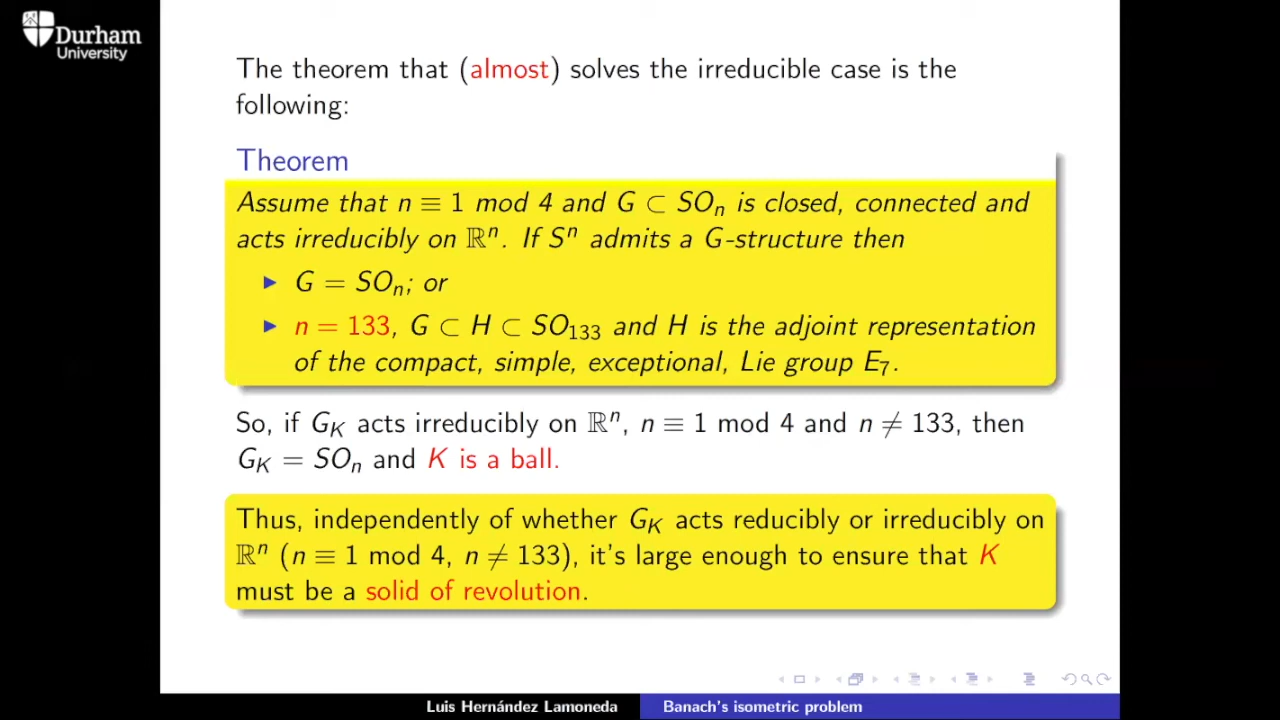 Durham
University
The theorem that (almost) solves the irreducible case is the
following:
Theorem
Assume that n ≡ 1 mod 4 and G ⊂ SOₙ is closed, connected and
acts irreducibly on ℝⁿ. If Sⁿ admits a G-structure then
▶ G = SOₙ; or
▶ n = 133, G ⊂ H ⊂ SO₁₃₃ and H is the adjoint representation
of the compact, simple, exceptional, Lie group E₇.
So, if G_K acts irreducibly on ℝⁿ, n ≡ 1 mod 4 and n ≠ 133, then
G_K = SOₙ and K is a ball.
Thus, independently of whether G_K acts reducibly or irreducibly on
ℝⁿ (n ≡ 1 mod 4, n ≠ 133), it's large enough to ensure that K
must be a solid of revolution.
Luis Hernández Lamoneda
Banach's isometric problem